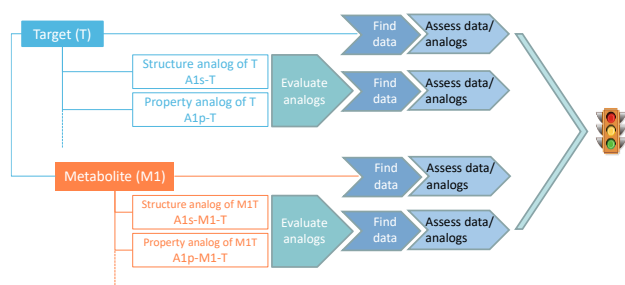 Target (T)
Find
data
Assess data/
analogs
Structure analog of T
A1s-T
Property analog of T
A1p-T
Evaluate
analogs
Find
data
Assess data/
analogs
Metabolite (M1)
Find
data
Assess data/
analogs
Structure analog of M1T
A1s-M1-T
Property analog of M1T
A1p-M1-T
Evaluate
analogs
Find
data
Assess data/
analogs